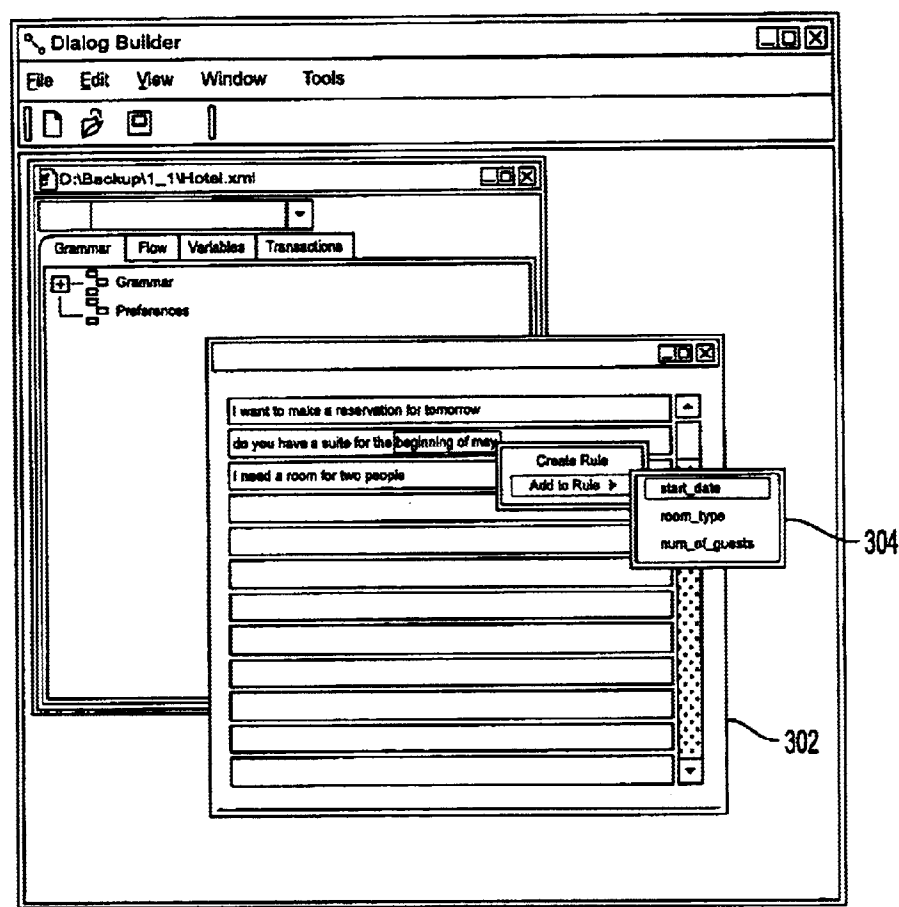 Dialog Builder
File Edit View Window Tools
D:\Backup\1_1\Hotel.xml
Grammar Flow Variables Transactions
Grammar
Preferences
I want to make a reservation for tomorrow
do you have a suite for the beginning of may
I need a room for two people
Create Rule
Add to Rule
start_date
room_type
num_of_guests
304
302